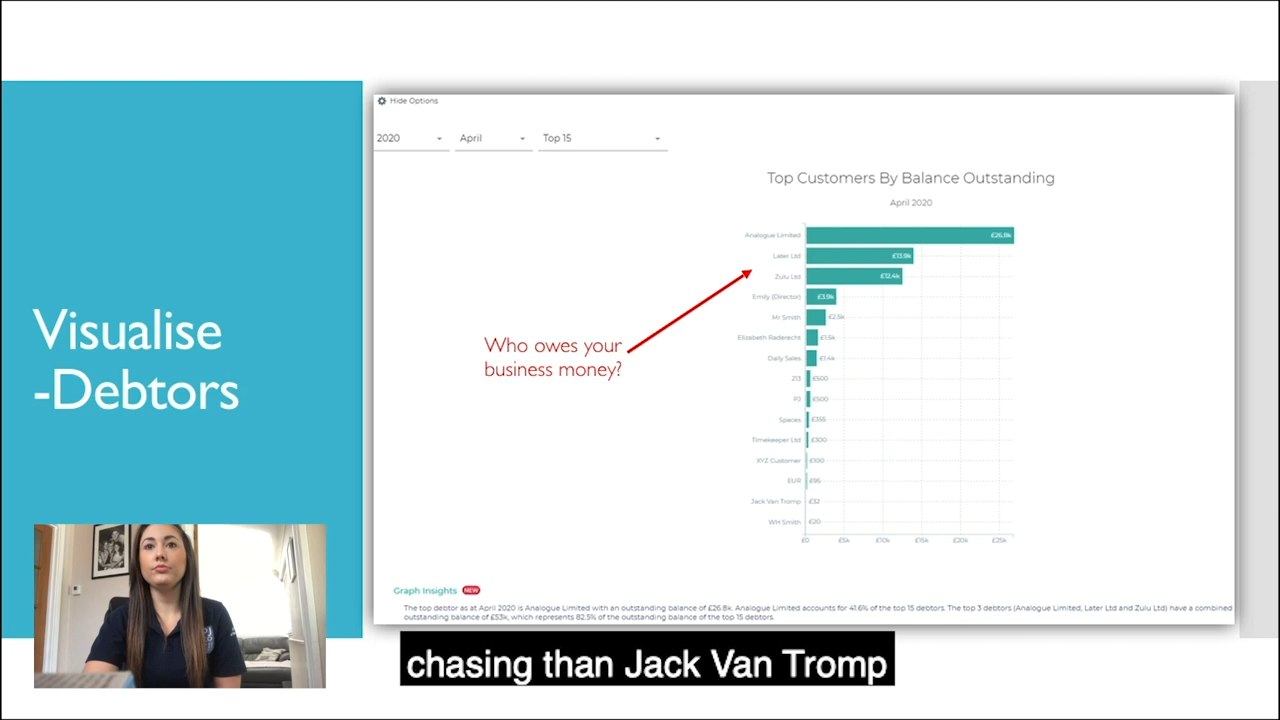 Hide Options
2020 April Top 15
Top Customers By Balance Outstanding
April 2020
Analogue Limited £26.8k
Later Ltd £13.9k
Zulu Ltd £12.4k
Emily (Director) £3.9k
Mr Smith £2.5k
Elizabeth Raderecht £1.5k
Daily Sales £1.4k
213 £500
PJ £500
Spaces £355
Timekeeper Ltd £300
XYZ Customer £100
EUR £96
Jack Van Tromp £32
WH Smith £20
£0 £5k £10k £15k £20k £25k
Who owes your
business money?
Visualise
-Debtors
Graph Insights NEW
The top debtor as at April 2020 is Analogue Limited with an outstanding balance of £26.8k. Analogue Limited accounts for 41.6% of the top 15 debtors. The top 3 debtors (Analogue Limited, Later Ltd and Zulu Ltd) have a combined
outstanding balance of £53k, which represents 82.5% of the outstanding balance of the top 15 debtors.
chasing than Jack Van Tromp